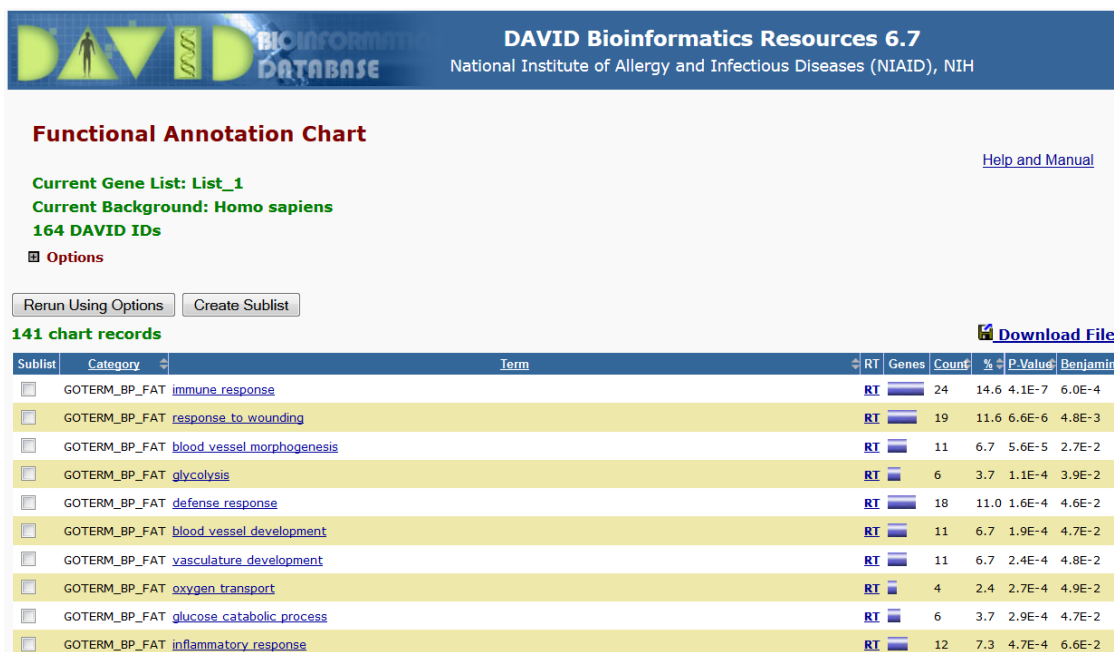 DAVID BIOINFORMATICS DATABASE
DAVID Bioinformatics Resources 6.7
National Institute of Allergy and Infectious Diseases (NIAID), NIH
Functional Annotation Chart
Help and Manual
Current Gene List: List_1
Current Background: Homo sapiens
164 DAVID IDs
Options
Rerun Using Options Create Sublist
141 chart records Download File
Sublist Category Term RT Genes Count % P-Value Benjamin
GOTERM_BP_FAT immune response RT 24 14.6 4.1E-7 6.0E-4
GOTERM_BP_FAT response to wounding RT 19 11.6 6.6E-6 4.8E-3
GOTERM_BP_FAT blood vessel morphogenesis RT 11 6.7 5.6E-5 2.7E-2
GOTERM_BP_FAT glycolysis RT 6 3.7 1.1E-4 3.9E-2
GOTERM_BP_FAT defense response RT 18 11.0 1.6E-4 4.6E-2
GOTERM_BP_FAT blood vessel development RT 11 6.7 1.9E-4 4.7E-2
GOTERM_BP_FAT vasculature development RT 11 6.7 2.4E-4 4.8E-2
GOTERM_BP_FAT oxygen transport RT 4 2.4 2.7E-4 4.9E-2
GOTERM_BP_FAT glucose catabolic process RT 6 3.7 2.9E-4 4.7E-2
GOTERM_BP_FAT inflammatory response RT 12 7.3 4.7E-4 6.6E-2